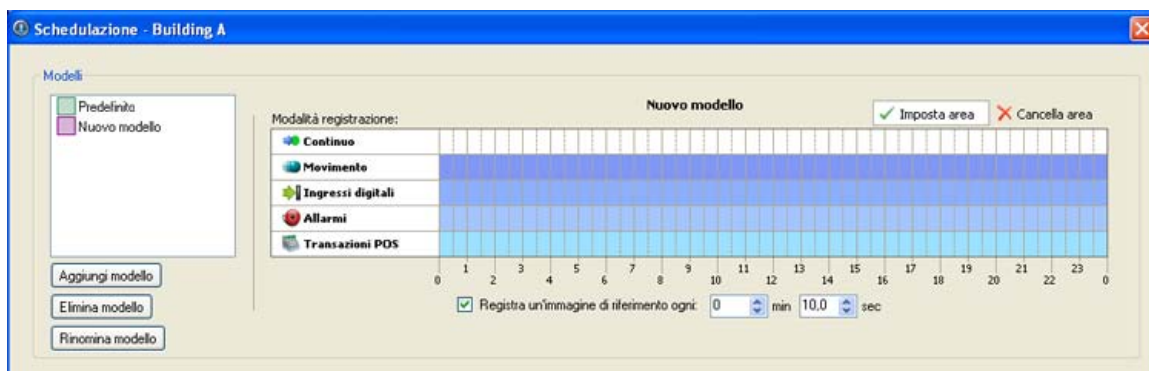 Schedulazione - Building A
Modelli
Predefinito
Nuovo modello
Nuovo modello
Modalità registrazione:
Imposta area
Cancella area
Continuo
Movimento
Ingressi digitali
Allarmi
Transazioni POS
0 1 2 3 4 5 6 7 8 9 10 11 12 13 14 15 16 17 18 19 20 21 22 23 0
Registra un'immagine di riferimento ogni: 0 min 10,0 sec
Aggiungi modello
Elimina modello
Rinomina modello